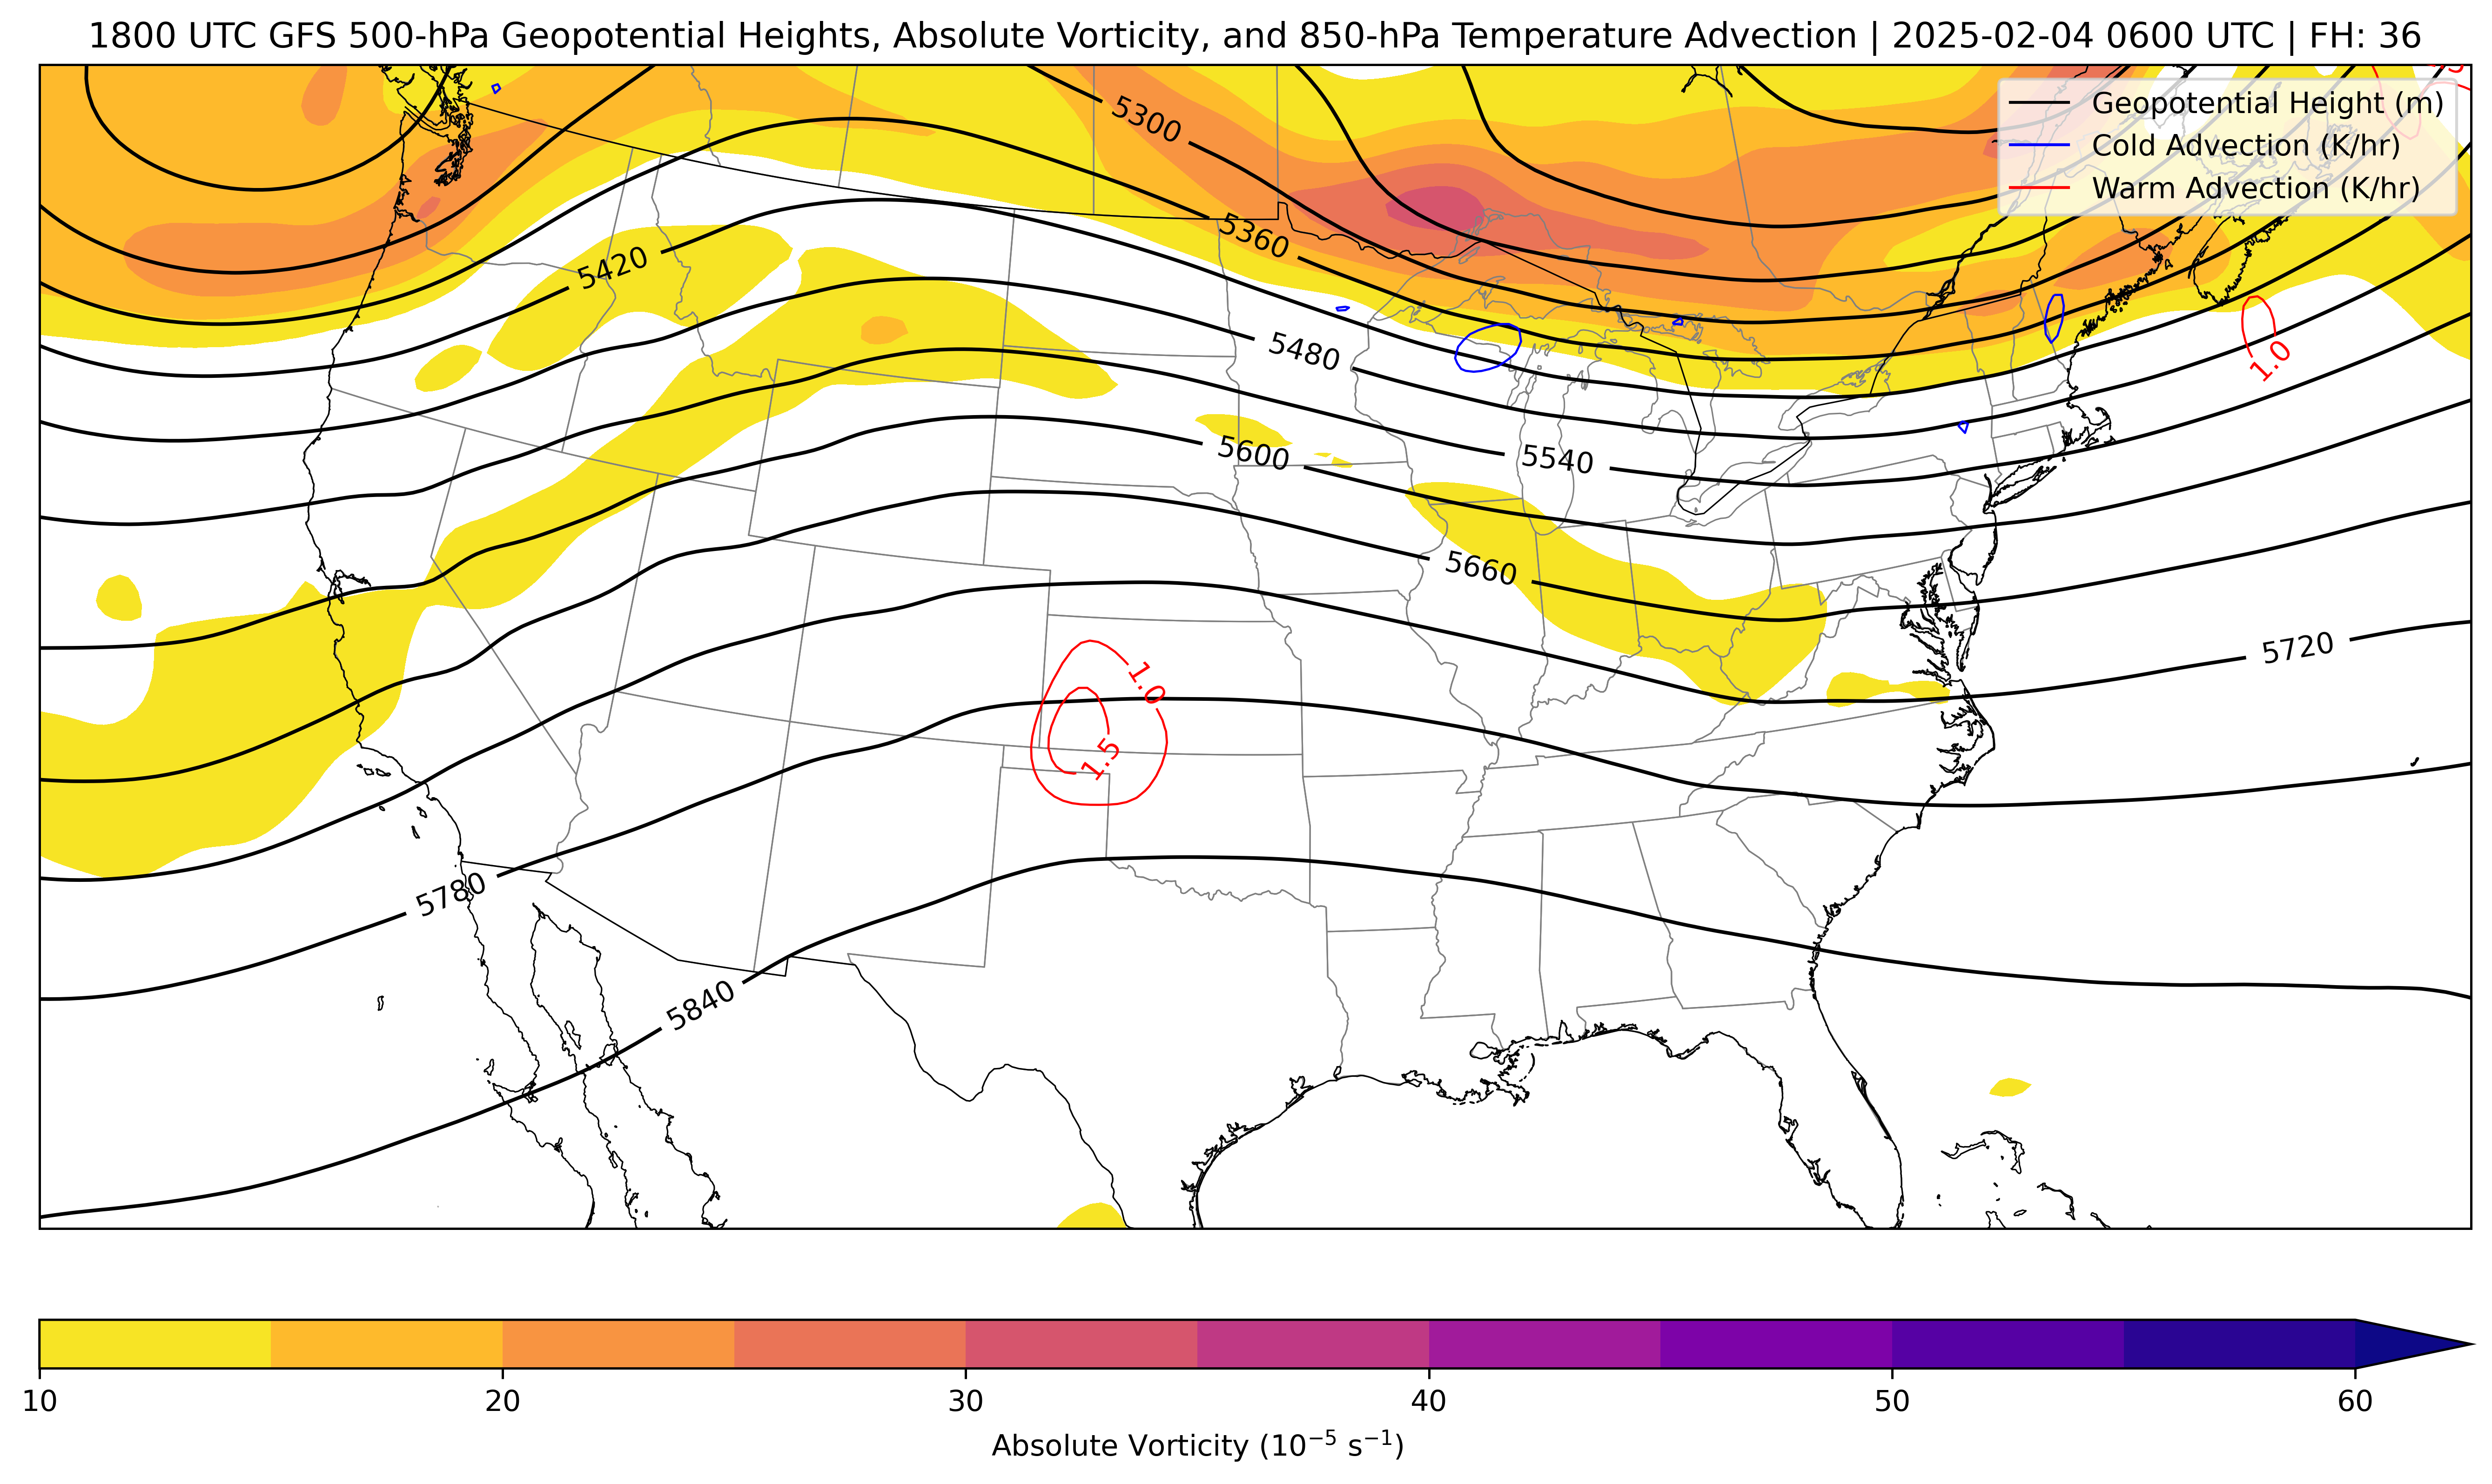 1800 UTC GFS 500-hPa Geopotential Heights, Absolute Vorticity, and 850-hPa Temperature Advection | 2025-02-04 0600 UTC | FH: 36
Geopotential Height (m)
Cold Advection (K/hr)
Warm Advection (K/hr)
5300
5360
5420
5480
1.0
5600
5540
5660
5720
1.0
1.5
5780
5840
10 20 30 40 50 60
Absolute Vorticity (10⁻⁵ s⁻¹)